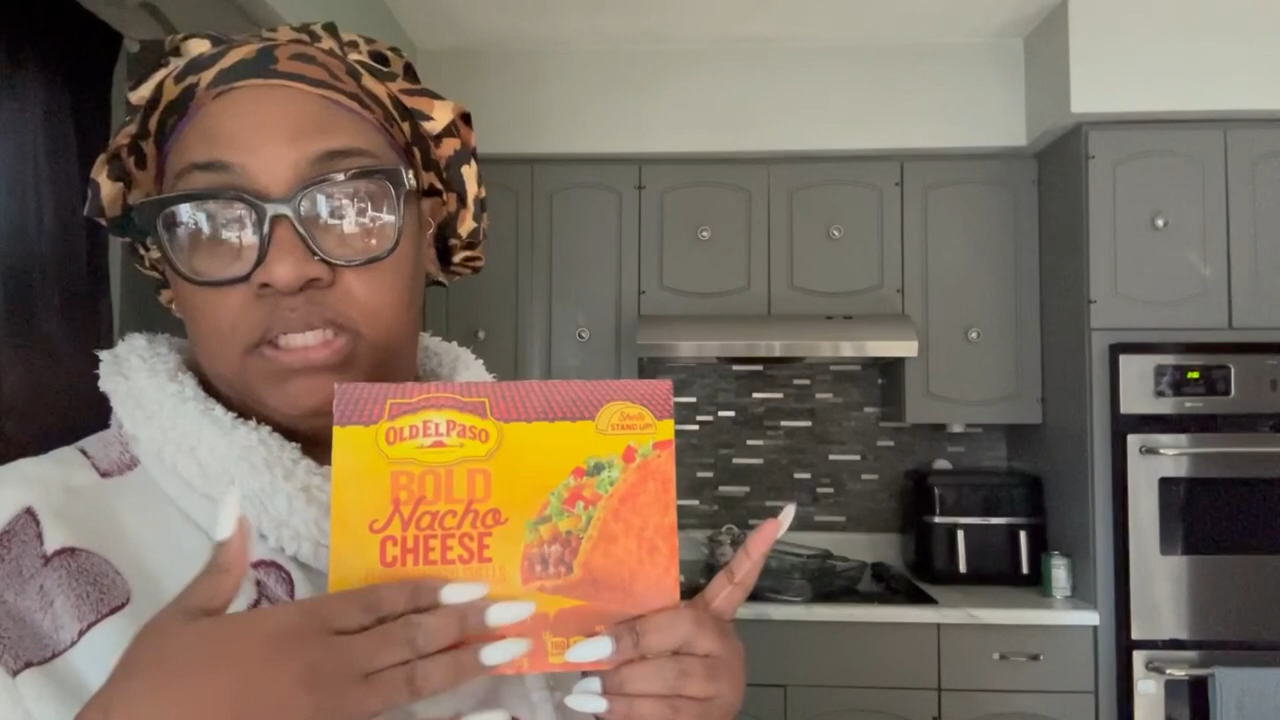 OLD EL PASO
Shells
STAND UP!
BOLD
Nacho
CHEESE